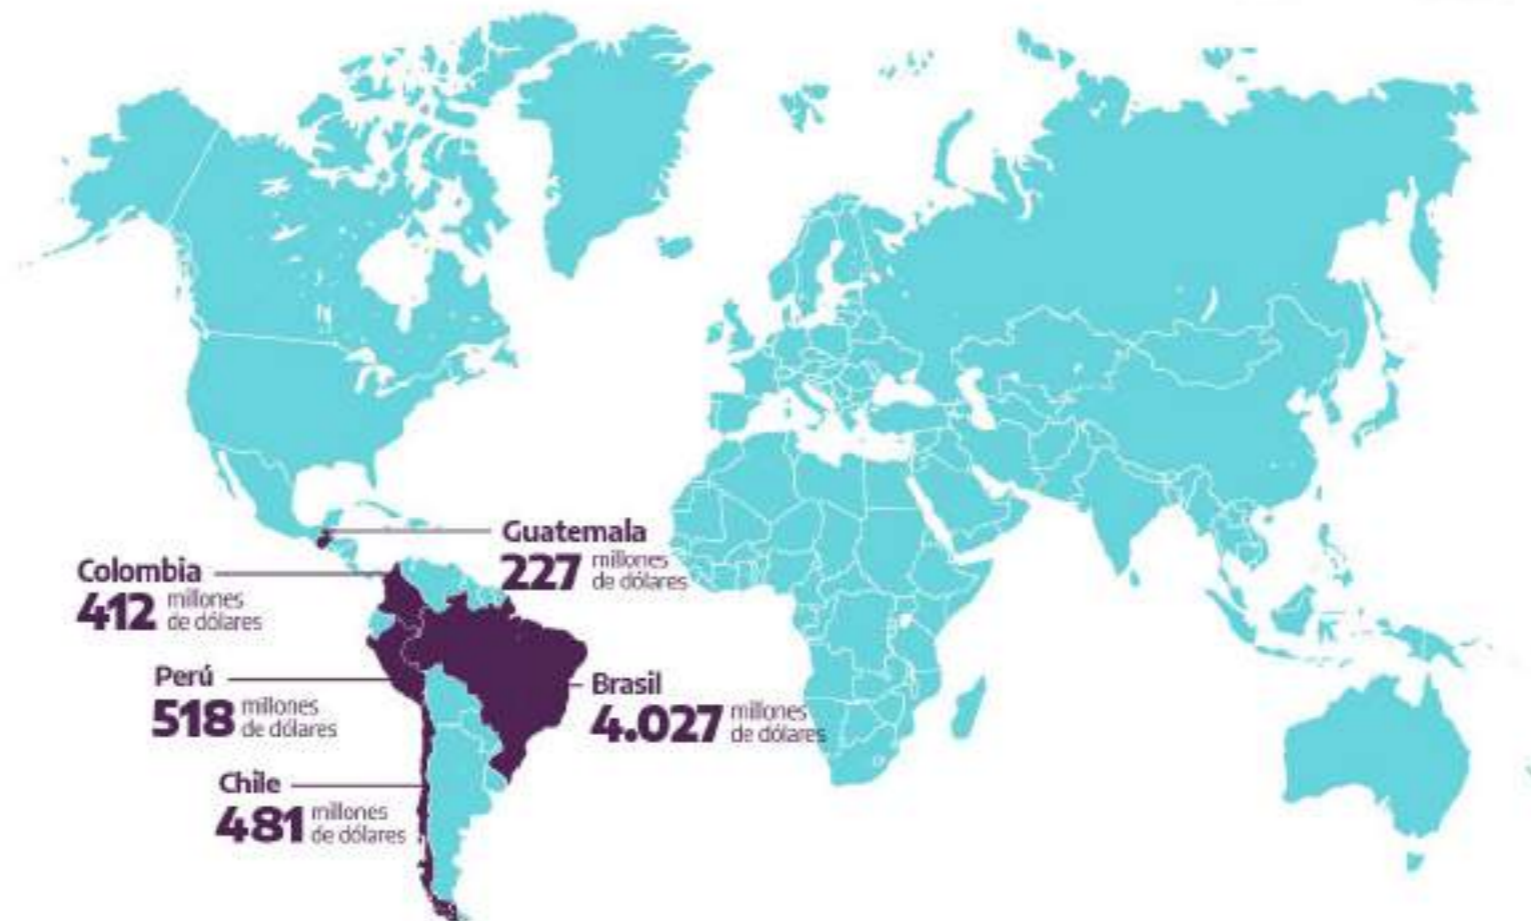 Guatemala
227 millones
de dólares
Colombia
412 millones
de dólares
Perú
518 millones
de dólares
Brasil
4.027 millones
de dólares
Chile
481 millones
de dólares